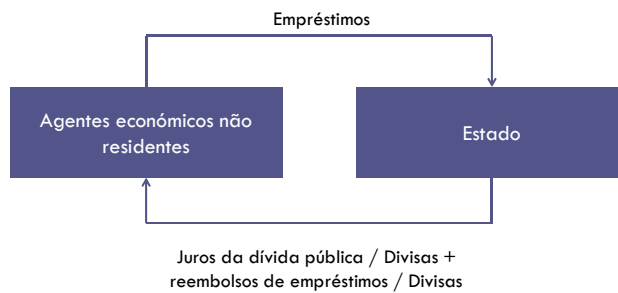 Empréstimos
Agentes económicos não
residentes
Estado
Juros da dívida pública / Divisas +
reembolsos de empréstimos / Divisas